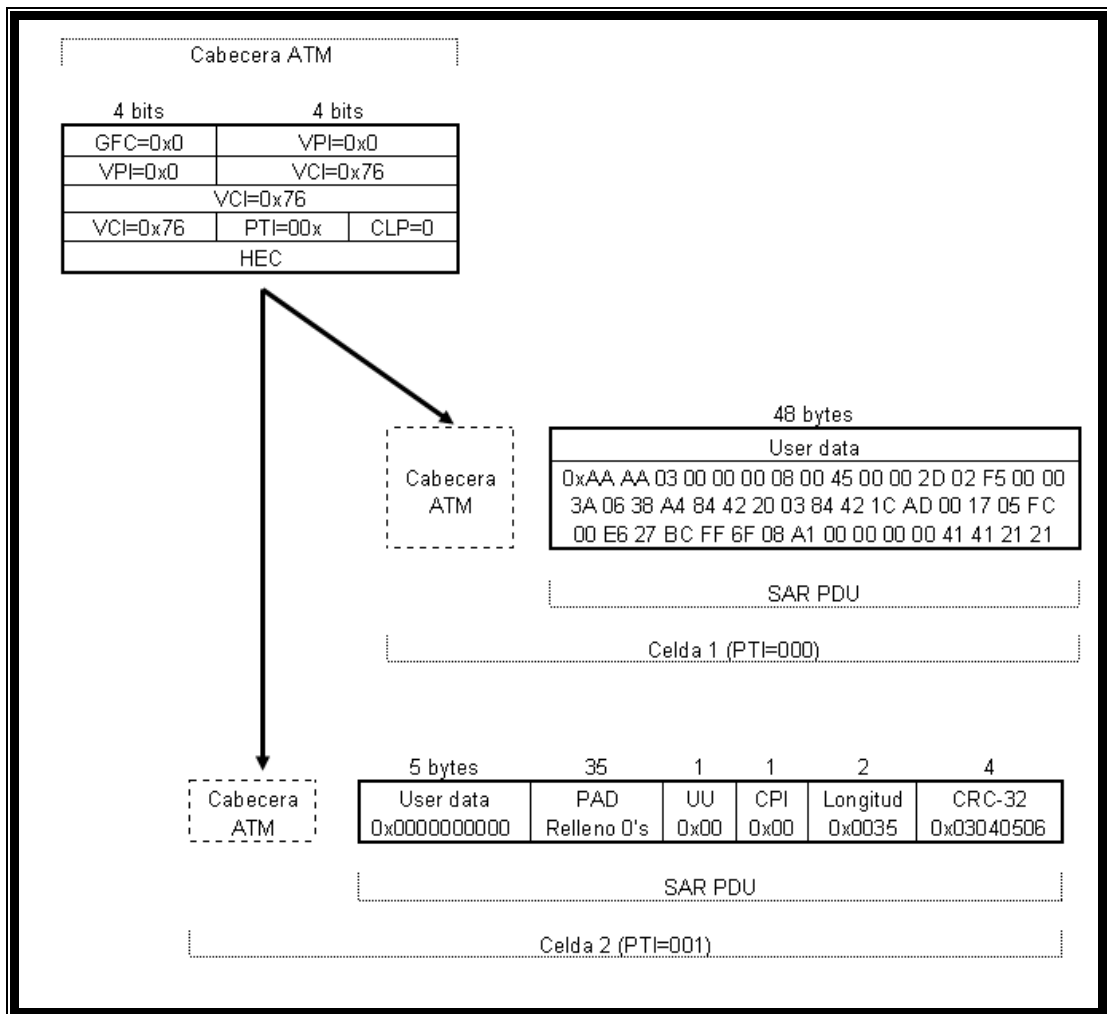 Cabecera ATM
4 bits 4 bits
GFC=0x0 VPI=0x0
VPI=0x0 VCI=0x76
VCI=0x76
VCI=0x76 PTI=00x CLP=0
HEC
48 bytes
User data
0xAA AA 03 00 00 00 08 00 45 00 00 2D 02 F5 00 00
3A 06 38 A4 84 42 20 03 84 42 1C AD 00 17 05 FC
00 E6 27 BC FF 6F 08 A1 00 00 00 00 41 41 21 21
Cabecera
ATM
SAR PDU
Celda 1 (PTI=000)
5 bytes 35 1 1 2 4
Cabecera
ATM
User data PAD UU CPI Longitud CRC-32
0x0000000000 Relleno 0's 0x00 0x00 0x0035 0x03040506
SAR PDU
Celda 2 (PTI=001)